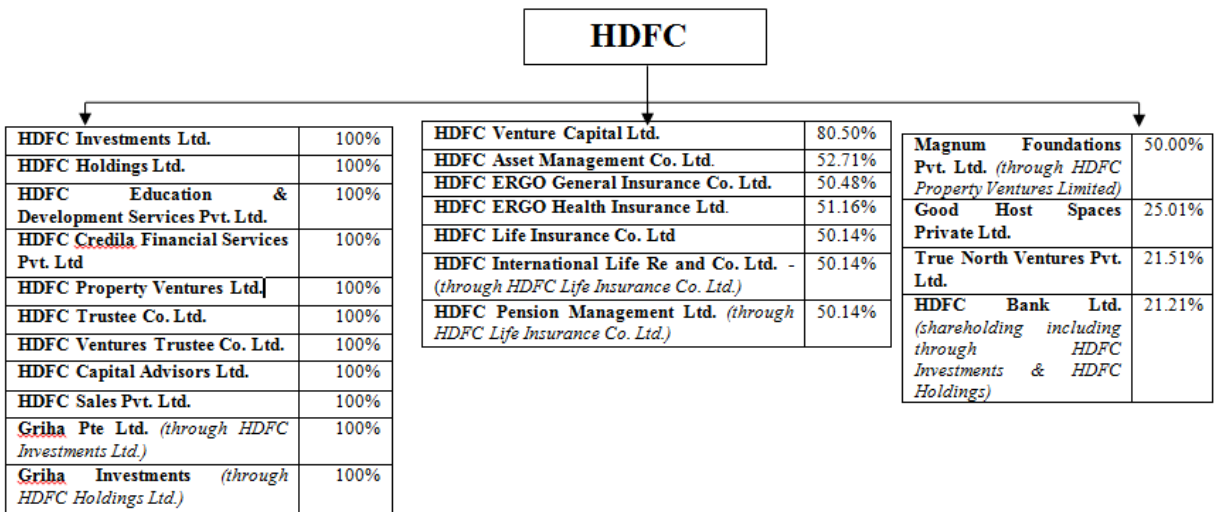 HDFC
HDFC Investments Ltd. 100%
HDFC Holdings Ltd. 100%
HDFC Education & 100%
Development Services Pvt. Ltd.
HDFC Credila Financial Services 100%
Pvt. Ltd
HDFC Property Ventures Ltd. 100%
HDFC Trustee Co. Ltd. 100%
HDFC Ventures Trustee Co. Ltd. 100%
HDFC Capital Advisors Ltd. 100%
HDFC Sales Pvt. Ltd. 100%
Griha Pte Ltd. (through HDFC 100%
Investments Ltd.)
Griha Investments (through 100%
HDFC Holdings Ltd.)
HDFC Venture Capital Ltd. 80.50%
HDFC Asset Management Co. Ltd. 52.71%
HDFC ERGO General Insurance Co. Ltd. 50.48%
HDFC ERGO Health Insurance Ltd. 51.16%
HDFC Life Insurance Co. Ltd 50.14%
HDFC International Life Re and Co. Ltd. - 50.14%
(through HDFC Life Insurance Co. Ltd.)
HDFC Pension Management Ltd. (through 50.14%
HDFC Life Insurance Co. Ltd.)
Magnum Foundations 50.00%
Pvt. Ltd. (through HDFC
Property Ventures Limited)
Good Host Spaces 25.01%
Private Ltd.
True North Ventures Pvt. 21.51%
Ltd.
HDFC Bank Ltd. 21.21%
(shareholding including
through HDFC
Investments & HDFC
Holdings)